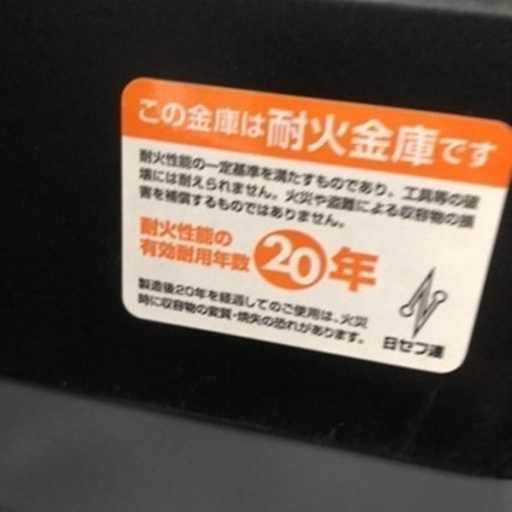 この金庫は耐火金庫です
耐火性能の一定基準を満たすものであり、工具等の破
壊には耐えられません。火災や盗難による収容物の損
害を補償するものではありません。
耐火性能の
有効耐用年数 20年
製造後20年を経過してのご使用は、火災
時に収容物の変質・焼失の恐れがあります。
日セフ連